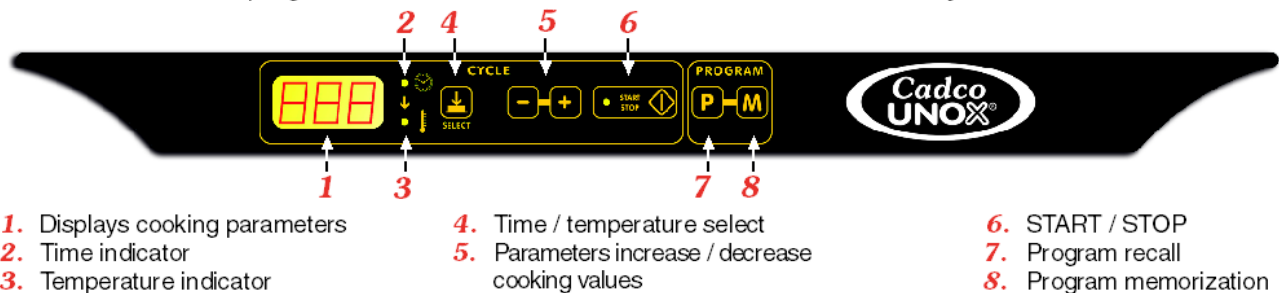 2 4 5 6
CYCLE PROGRAM
888 SELECT - + START STOP P M Cadco UNOX®
1 3 7 8
1. Displays cooking parameters
2. Time indicator
3. Temperature indicator
4. Time / temperature select
5. Parameters increase / decrease
cooking values
6. START / STOP
7. Program recall
8. Program memorization